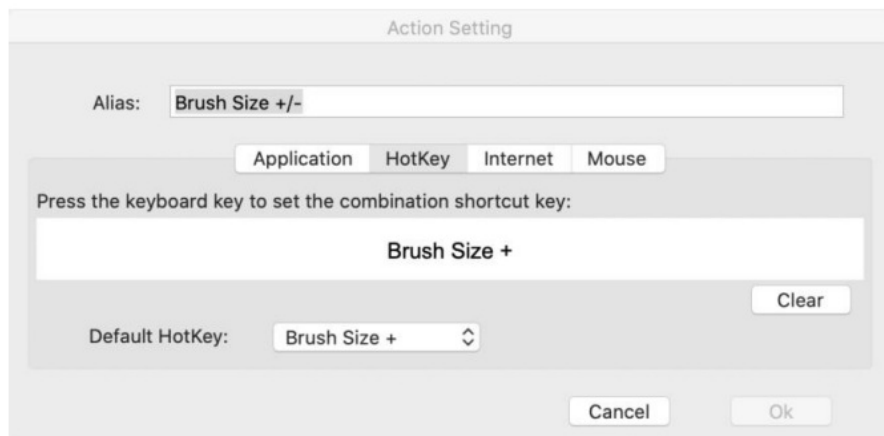 Action Setting
Alias: Brush Size +/-
Application HotKey Internet Mouse
Press the keyboard key to set the combination shortcut key:
Brush Size +
Clear
Default HotKey: Brush Size +
Cancel Ok